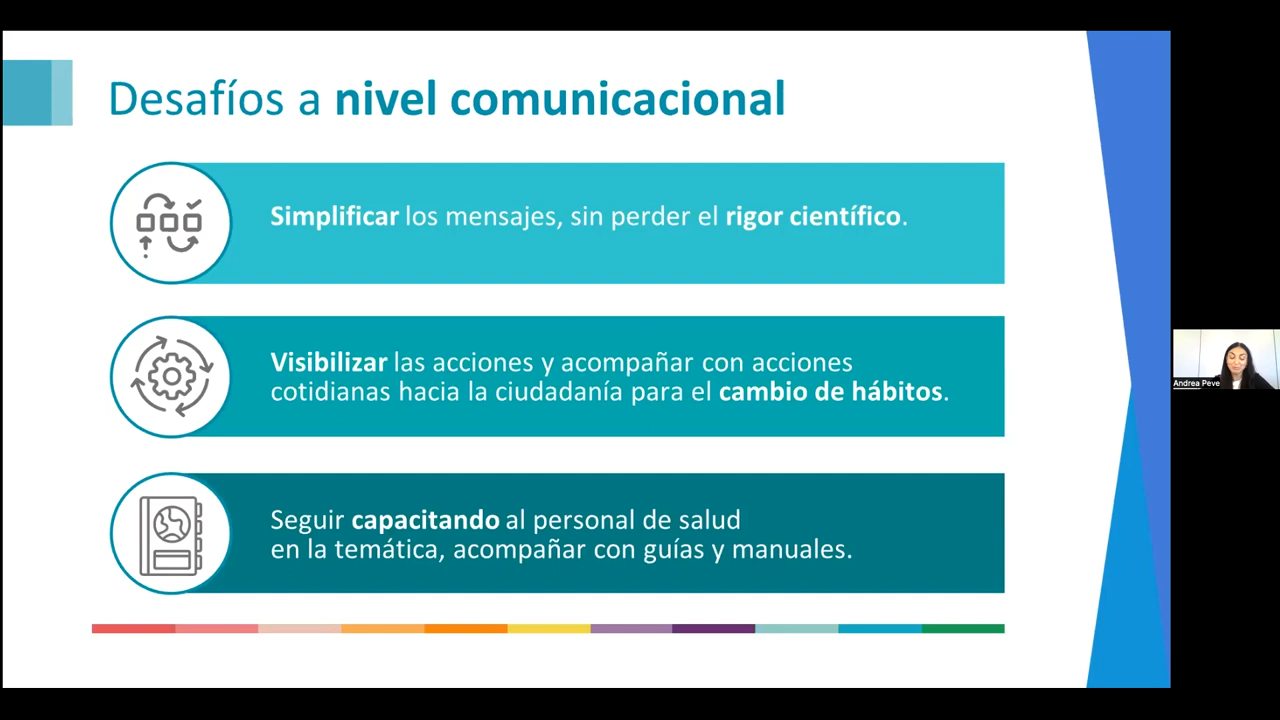 Desafíos a nivel comunicacional
Simplificar los mensajes, sin perder el rigor científico.
Visibilizar las acciones y acompañar con acciones
cotidianas hacia la ciudadanía para el cambio de hábitos.
Andrea Peve
Seguir capacitando al personal de salud
en la temática, acompañar con guías y manuales.